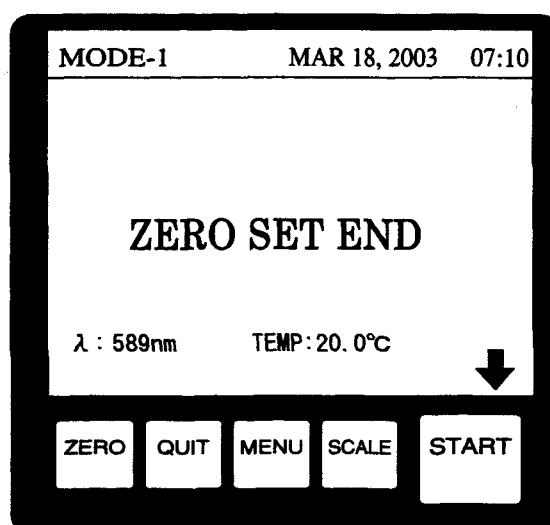 MODE-1 MAR 18, 2003 07:10
ZERO SET END
λ : 589nm TEMP: 20.0°C
ZERO QUIT MENU SCALE START